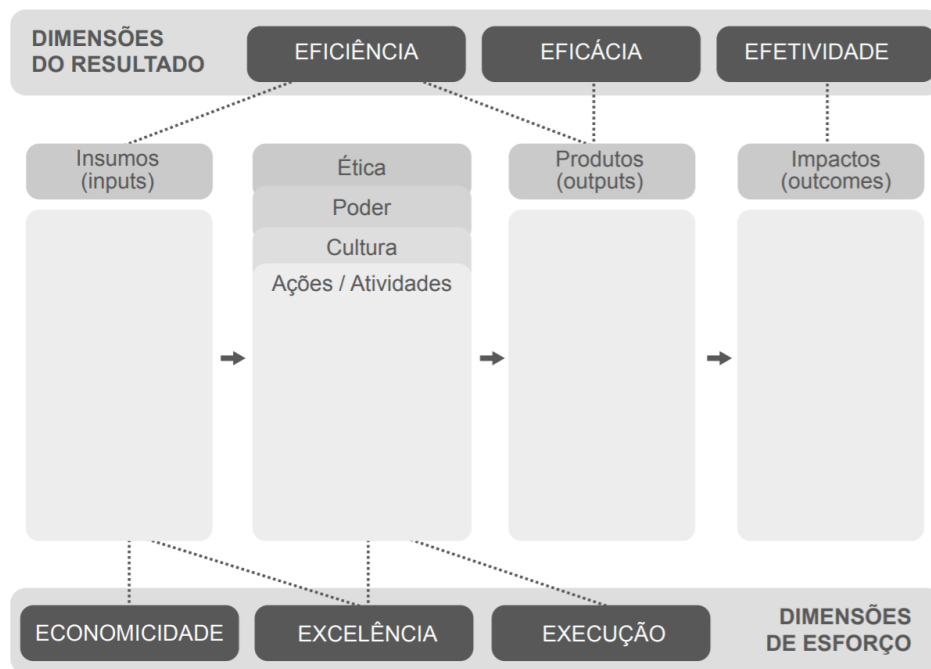 DIMENSÕES
DO RESULTADO
EFICIÊNCIA
EFICÁCIA
EFETIVIDADE
Insumos
(inputs)
Ética
Poder
Cultura
Ações / Atividades
Produtos
(outputs)
Impactos
(outcomes)
ECONOMICIDADE
EXCELÊNCIA
EXECUÇÃO
DIMENSÕES
DE ESFORÇO